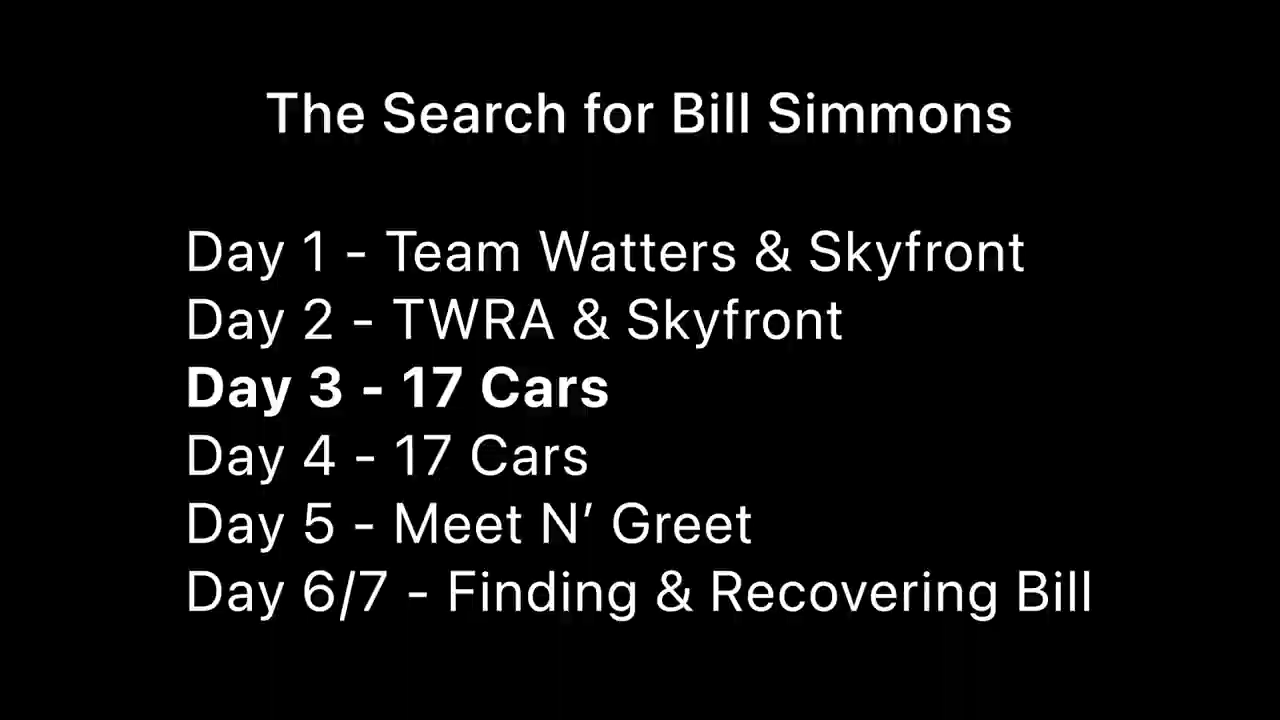 The Search for Bill Simmons
Day 1 - Team Watters & Skyfront
Day 2 - TWRA & Skyfront
Day 3 - 17 Cars
Day 4 - 17 Cars
Day 5 - Meet N’ Greet
Day 6/7 - Finding & Recovering Bill